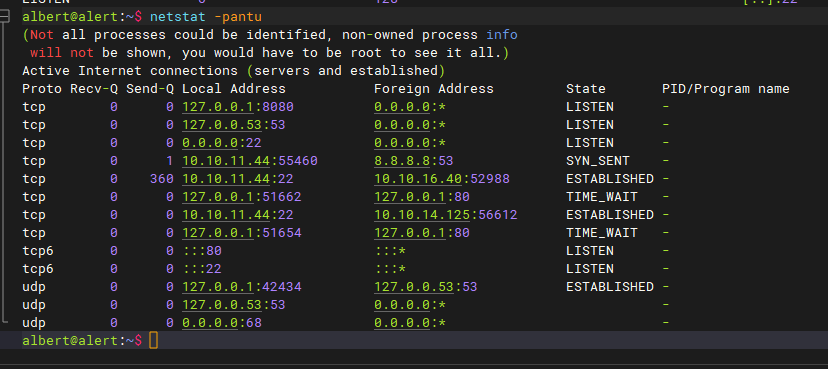 albert@alert:~$ netstat -pantu
(Not all processes could be identified, non-owned process info
 will not be shown, you would have to be root to see it all.)
Active Internet connections (servers and established)
Proto Recv-Q Send-Q Local Address           Foreign Address         State       PID/Program name
tcp        0      0 127.0.0.1:8080          0.0.0.0:*               LISTEN      -
tcp        0      0 127.0.0.53:53           0.0.0.0:*               LISTEN      -
tcp        0      0 0.0.0.0:22              0.0.0.0:*               LISTEN      -
tcp        0      1 10.10.11.44:55460       8.8.8.8:53              SYN_SENT    -
tcp        0    360 10.10.11.44:22          10.10.16.40:52988       ESTABLISHED -
tcp        0      0 127.0.0.1:51662         127.0.0.1:80            TIME_WAIT   -
tcp        0      0 10.10.11.44:22          10.10.14.125:56612      ESTABLISHED -
tcp        0      0 127.0.0.1:51654         127.0.0.1:80            TIME_WAIT   -
tcp6       0      0 :::80                   :::*                    LISTEN      -
tcp6       0      0 :::22                   :::*                    LISTEN      -
udp        0      0 127.0.0.1:42434         127.0.0.53:53           ESTABLISHED -
udp        0      0 127.0.0.53:53           0.0.0.0:*                           -
udp        0      0 0.0.0.0:68              0.0.0.0:*                           -
albert@alert:~$